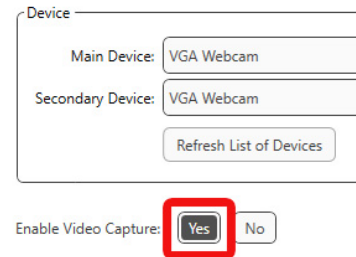 Device
Main Device: VGA Webcam
Secondary Device: VGA Webcam
Refresh List of Devices
Enable Video Capture: Yes No